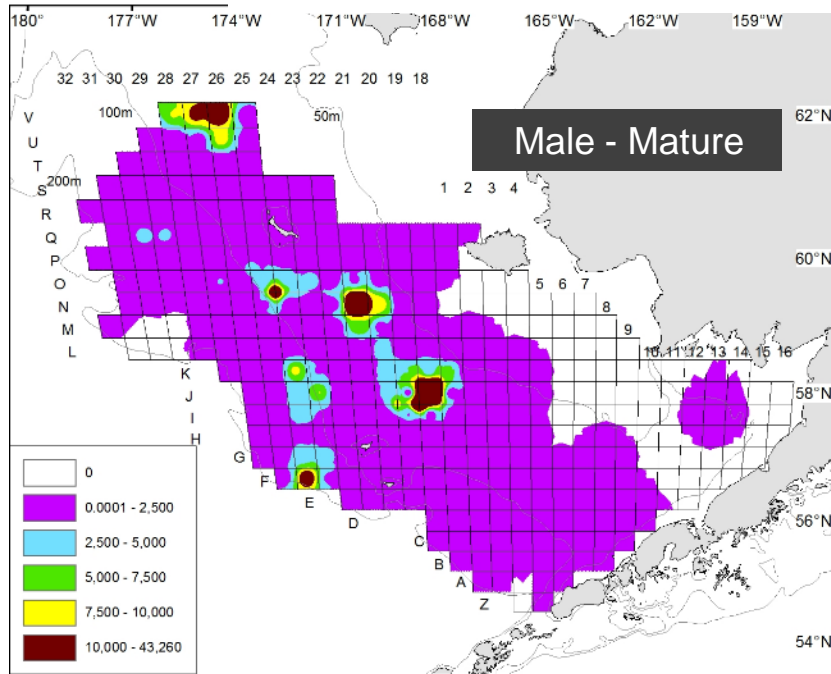 180° 177°W 174°W 171°W 168°W 165°W 162°W 159°W
32 31 30 29 28 27 26 25 24 23 22 21 20 19 18
100m 50m 62°N
V
U
Male - Mature
T
200m
S
1 2 3 4
R
Q
60°N
P
O
5 6 7
N
8
M
9
L
10 11 12 13 14 15 16
K
58°N
J
I
H
G
F
E
D
C
56°N
B
A
Z
54°N
0
0.0001 - 2,500
2,500 - 5,000
5,000 - 7,500
7,500 - 10,000
10,000 - 43,260